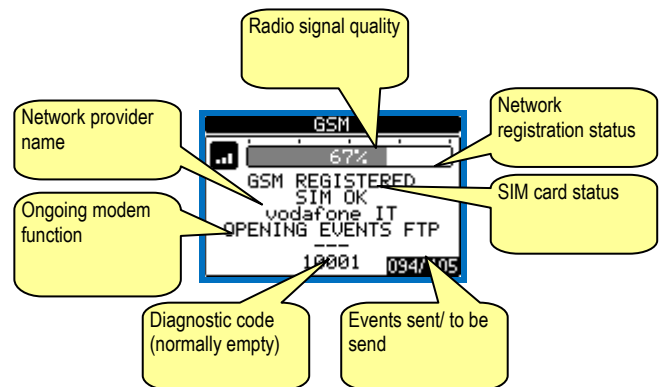 Radio signal quality
Network provider
name
Network
registration status
GSM
67%
GSM REGISTERED
SIM OK
vodafone IT
OPENING EVENTS FTP
---
10001 094/105
SIM card status
Ongoing modem
function
Diagnostic code
(normally empty)
Events sent/ to be
send